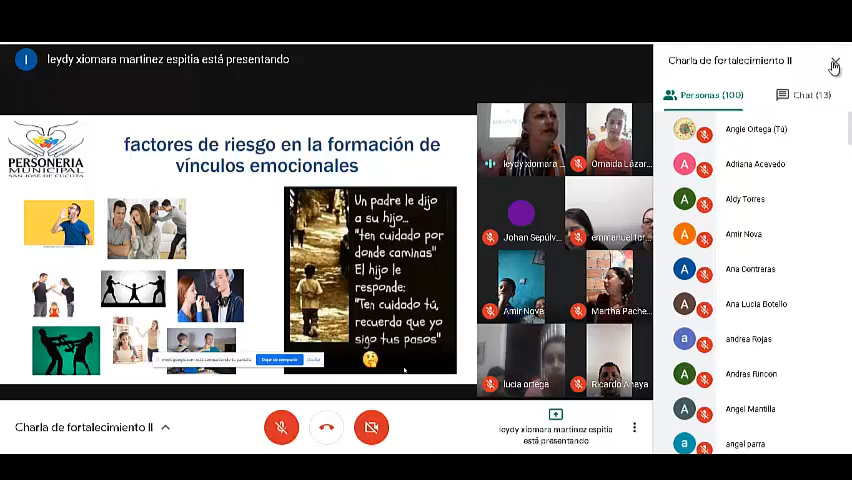 leydy xiomara martinez espitia está presentando
Charla de fortalecimiento II
Personas (100)
Chat (13)
PERSONERIA
MUNICIPAL
SAN JOSE DE CUCUTA
factores de riesgo en la formación de
vínculos emocionales
Un padre le dijo
a su hijo...
"ten cuidado por
donde caminas"
El hijo le
responde:
"Ten cuidado tú,
recuerda que yo
sigo tus pasos"
Dejar de compartir
Ocultar
leydy xiomara ...
Omaida Lázar...
Johan Sepúlv...
emmanuel tor...
Amir Nova
Martha Pache...
lucia ortega
Ricardo Anaya
Angie Ortega (Tú)
A
Adriana Acevedo
A
Aldy Torres
A
Amir Nova
A
Ana Contreras
A
Ana Lucia Botello
a
andrea Rojas
A
Andres Rincon
A
Angel Mantilla
a
angel parra
Charla de fortalecimiento II
leydy xiomara martinez espitia
está presentando